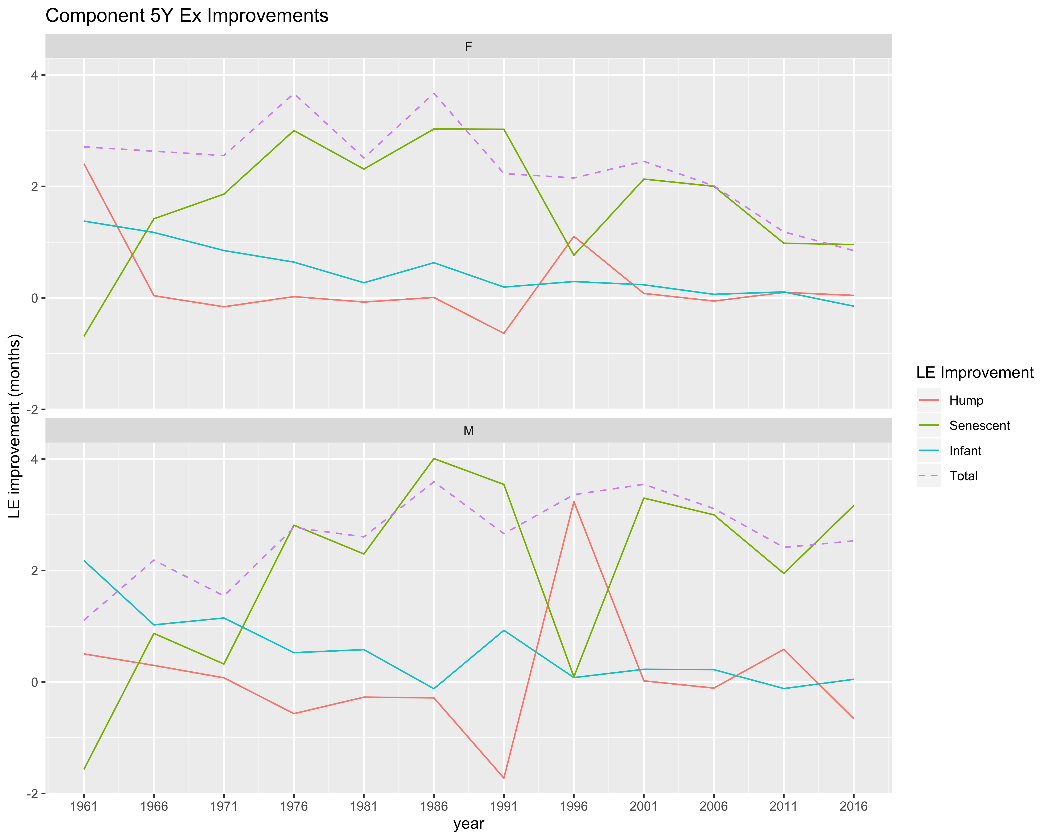 Component 5Y Ex Improvements
F
4
2
0
-2
LE improvement (months)
M
4
2
0
-2
1961 1966 1971 1976 1981 1986 1991 1996 2001 2006 2011 2016
year
LE Improvement
Hump
Senescent
Infant
Total